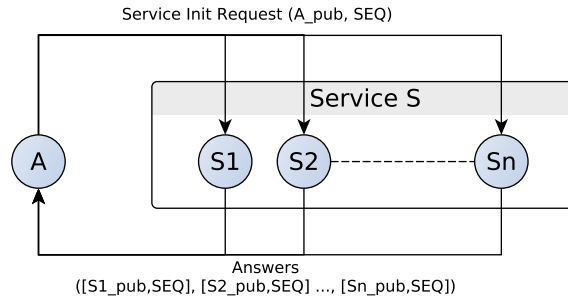 Service Init Request (A_pub, SEQ)
Service S
A
S1
S2
Sn
Answers
([S1_pub,SEQ], [S2_pub,SEQ] ..., [Sn_pub,SEQ])